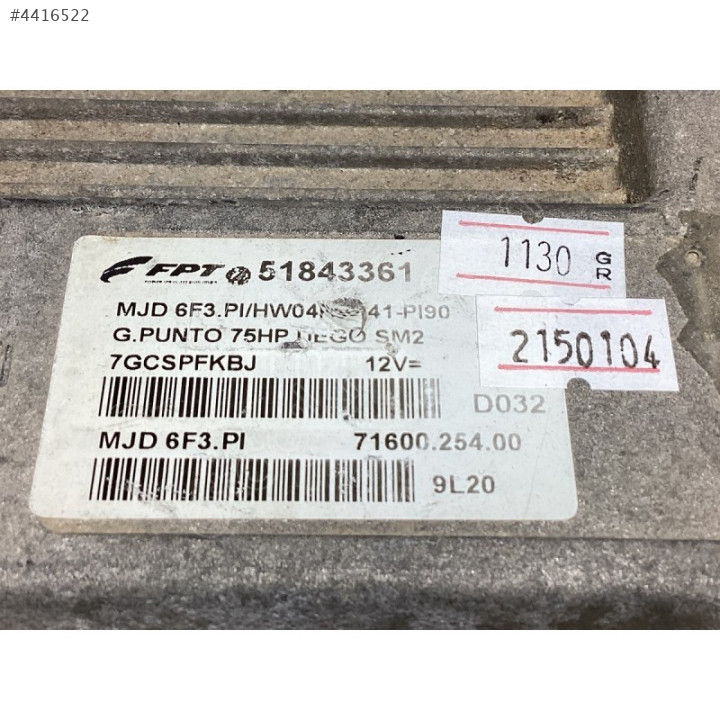 #4416522
FPT 51843361
MJD 6F3.PI/HW04 41-PI90
G.PUNTO 75HP SM2
7GCSPFKBJ 12V=
D032
MJD 6F3.PI 71600.254.00
9L20
1130 GR
2150104